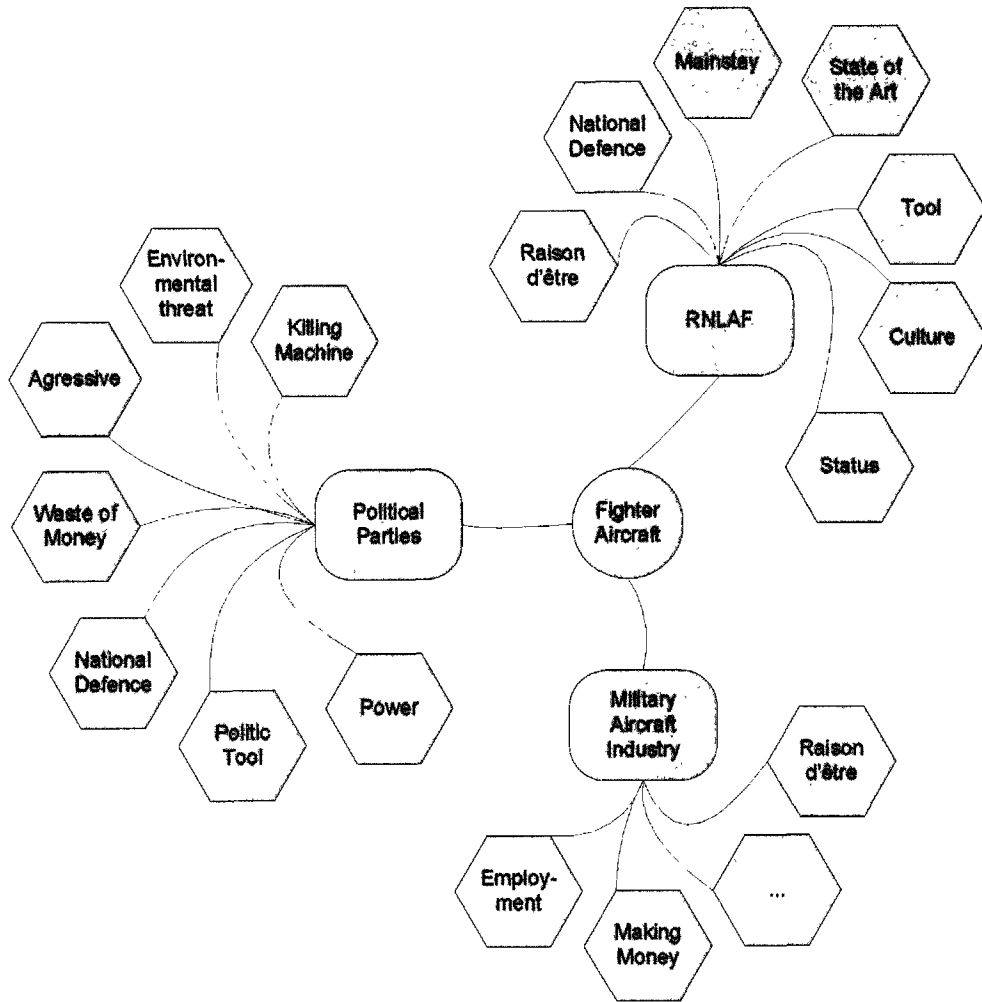 Mainstay
State of
the Art
National
Defence
Tool
Raison
d'être
RNLAF
Culture
Status
Environ-
mental
threat
Killing
Machine
Agressive
Waste of
Money
Political
Parties
Fighter
Aircraft
National
Defence
Politic
Tool
Power
Military
Aircraft
Industry
Raison
d'être
Employ-
ment
Making
Money
...